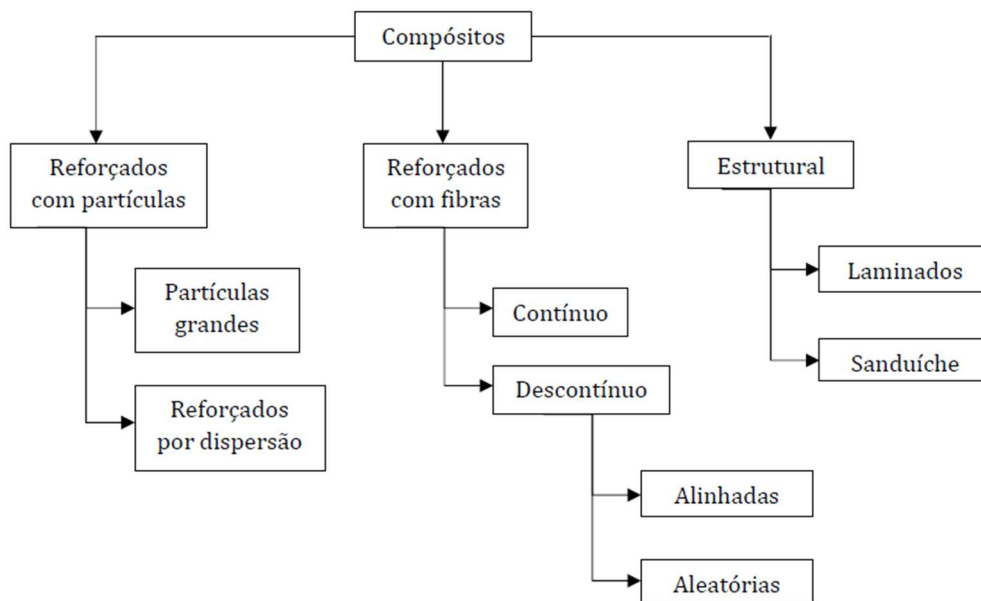 Compósitos
Reforçados
com partículas
Reforçados
com fibras
Estrutural
Partículas
grandes
Reforçados
por dispersão
Contínuo
Descontínuo
Alinhadas
Aleatórias
Laminados
Sanduíche